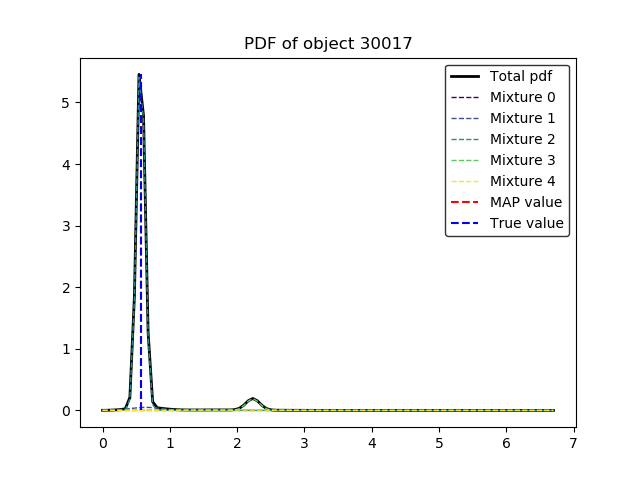 PDF of object 30017
Total pdf
Mixture 0
Mixture 1
Mixture 2
Mixture 3
Mixture 4
MAP value
True value
5
4
3
2
1
0
0 1 2 3 4 5 6 7